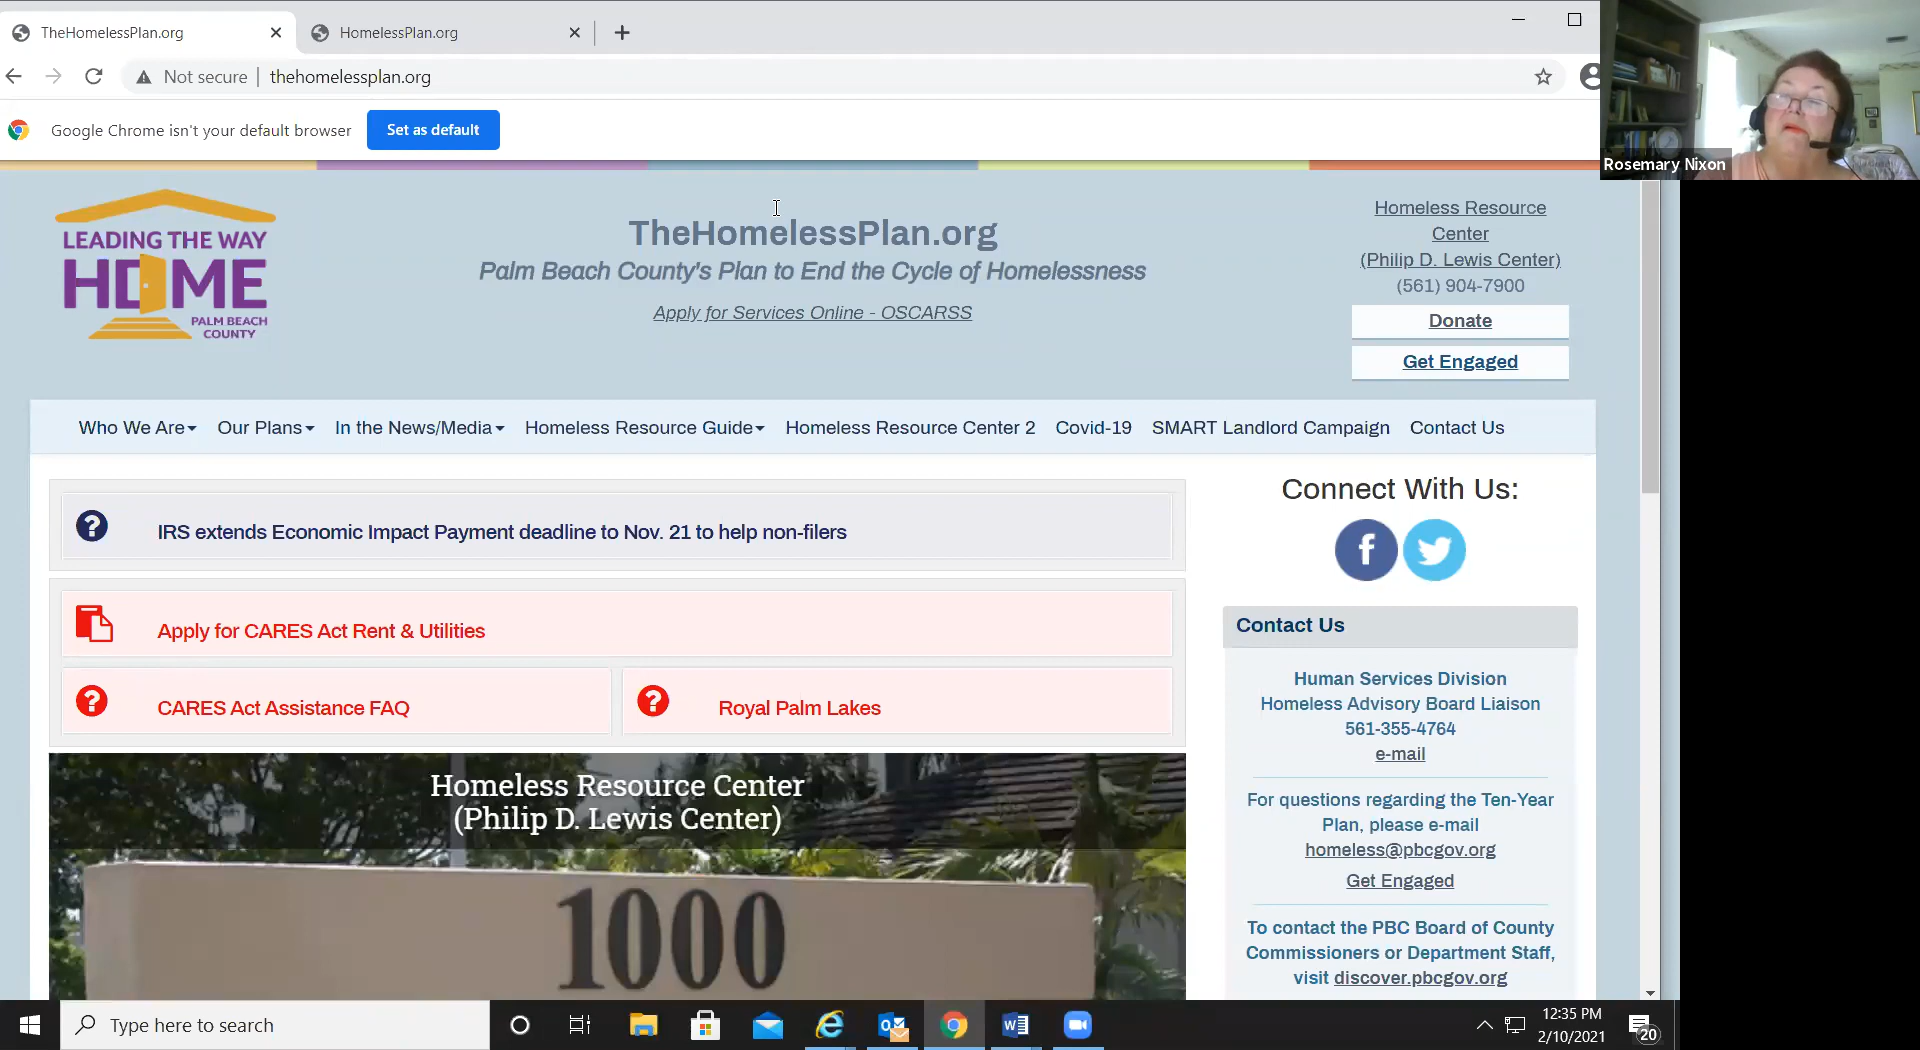 TheHomelessPlan.org
HomelessPlan.org
Not secure
thehomelessplan.org
Google Chrome isn't your default browser
Set as default
Rosemary Nixon
LEADING THE WAY
HOME
PALM BEACH
COUNTY
TheHomelessPlan.org
Palm Beach County's Plan to End the Cycle of Homelessness
Apply for Services Online - OSCARSS
Homeless Resource
Center
(Philip D. Lewis Center)
(561) 904-7900
Donate
Get Engaged
Who We Are Our Plans In the News/Media Homeless Resource Guide Homeless Resource Center 2 Covid-19 SMART Landlord Campaign Contact Us
IRS extends Economic Impact Payment deadline to Nov. 21 to help non-filers
Apply for CARES Act Rent & Utilities
CARES Act Assistance FAQ
Royal Palm Lakes
Homeless Resource Center
(Philip D. Lewis Center)
1000
Connect With Us:
Contact Us
Human Services Division
Homeless Advisory Board Liaison
561-355-4764
e-mail
For questions regarding the Ten-Year
Plan, please e-mail
homeless@pbcgov.org
Get Engaged
To contact the PBC Board of County
Commissioners or Department Staff,
visit discover.pbcgov.org
Type here to search
12:35 PM
2/10/2021
20